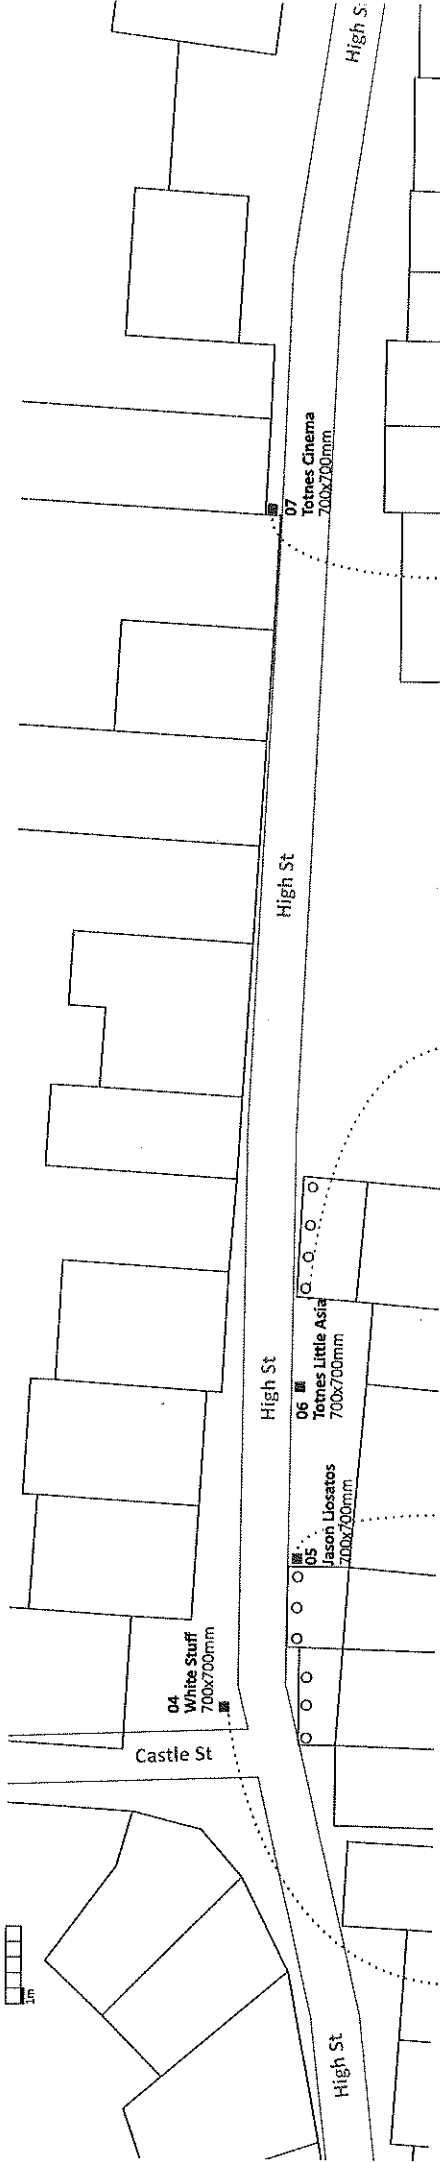 High S
07
Totnes Cinema
700x700mm
High St
High St
06
Totnes Little Asia
700x700mm
05
Jason Liosatos
700x700mm
04
White Stuff
700x700mm
Castle St
1m
High St